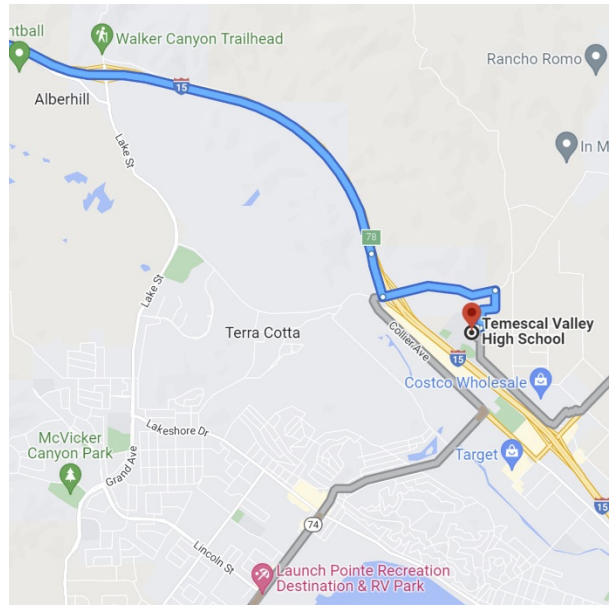 ntball
Walker Canyon Trailhead
Rancho Romo
Alberhill
15
Lake St
In M
78
Lake St
Temescal Valley
High School
Terra Cotta
Collier Ave
15
Costco Wholesale
Lakeshore Dr
McVicker
Canyon Park
Grand Ave
Target
15
74
Lincoln St
Launch Pointe Recreation
Destination & RV Park